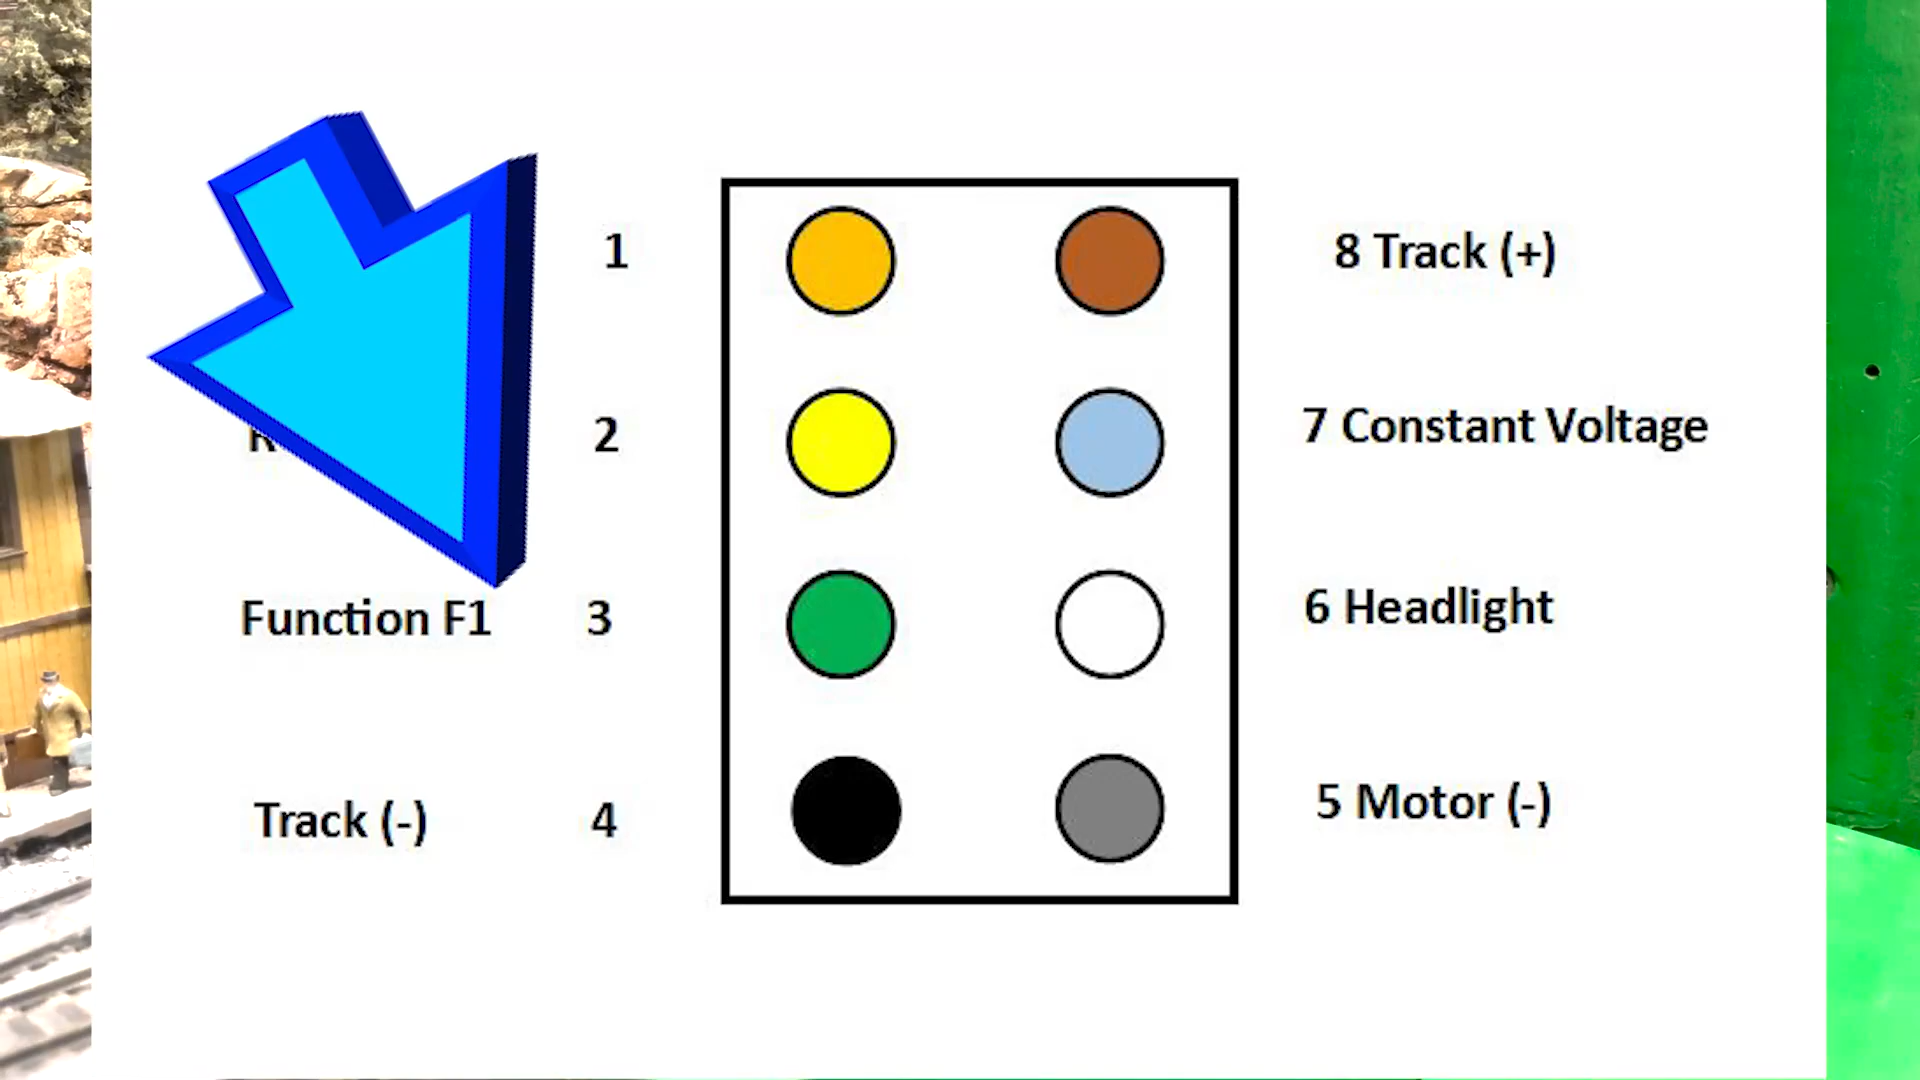 1
8 Track (+)
2
7 Constant Voltage
Function F1 3
6 Headlight
Track (-) 4
5 Motor (-)